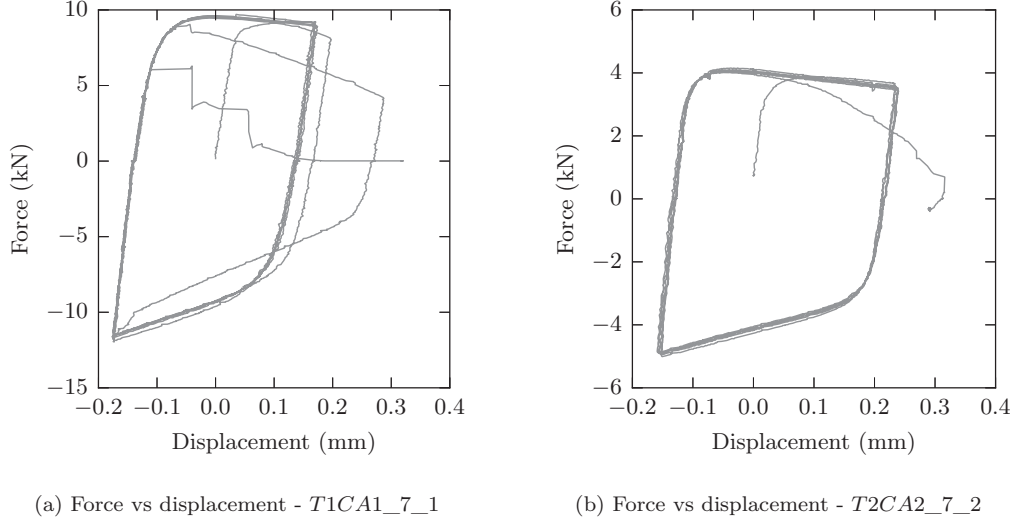 10
5
0
−5
−10
−15
Force (kN)
−0.2 −0.1 0.0 0.1 0.2 0.3 0.4
Displacement (mm)
(a) Force vs displacement - T1CA1_7_1
6
4
2
0
−2
−4
−6
Force (kN)
−0.2 −0.1 0.0 0.1 0.2 0.3 0.4
Displacement (mm)
(b) Force vs displacement - T2CA2_7_2